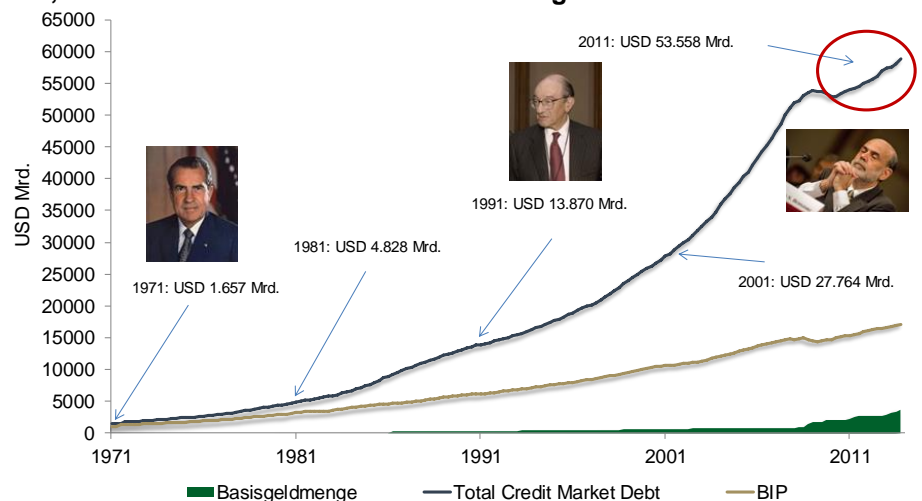 65000
60000
55000
50000
45000
40000
35000
30000
25000
20000
15000
10000
5000
0
USD Mrd.
2011: USD 53.558 Mrd.
1991: USD 13.870 Mrd.
1981: USD 4.828 Mrd.
1971: USD 1.657 Mrd.
2001: USD 27.764 Mrd.
1971 1981 1991 2001 2011
Basisgeldmenge Total Credit Market Debt BIP